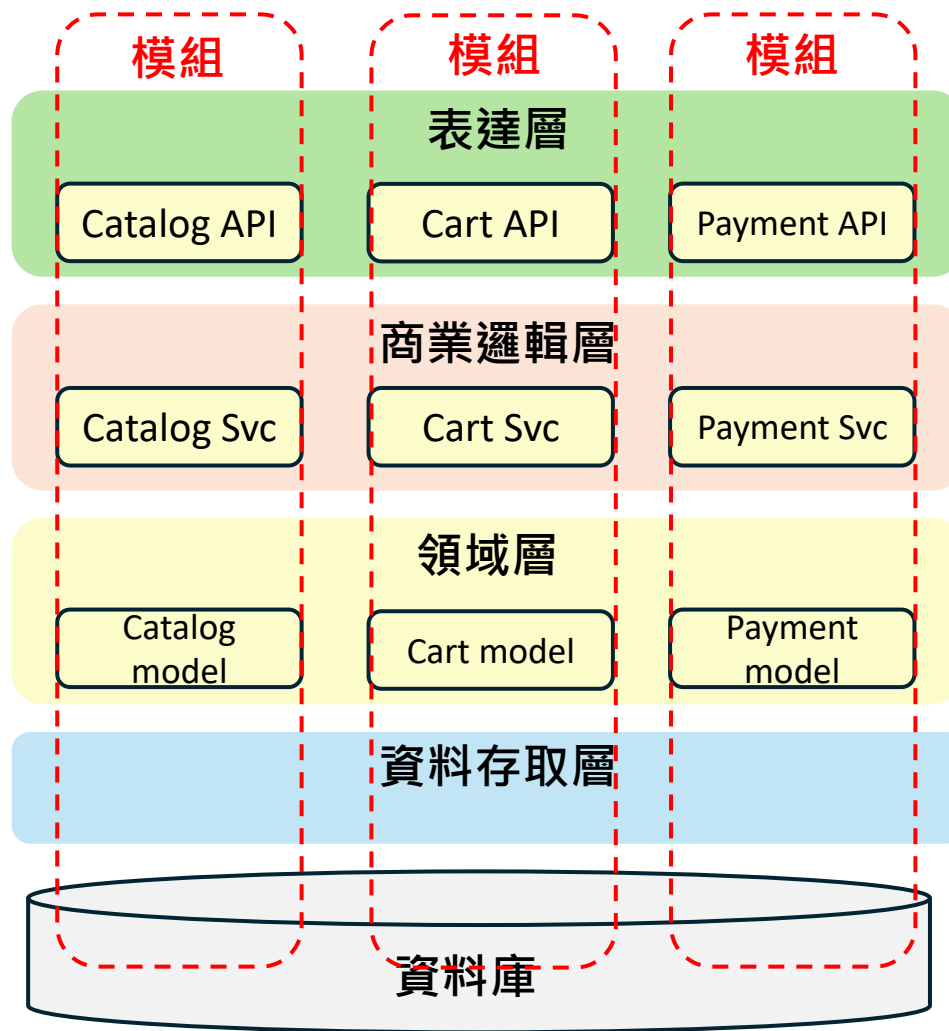 模組
模組
模組
表達層
Catalog API
Cart API
Payment API
商業邏輯層
Catalog Svc
Cart Svc
Payment Svc
領域層
Catalog
model
Cart model
Payment
model
資料存取層
資料庫